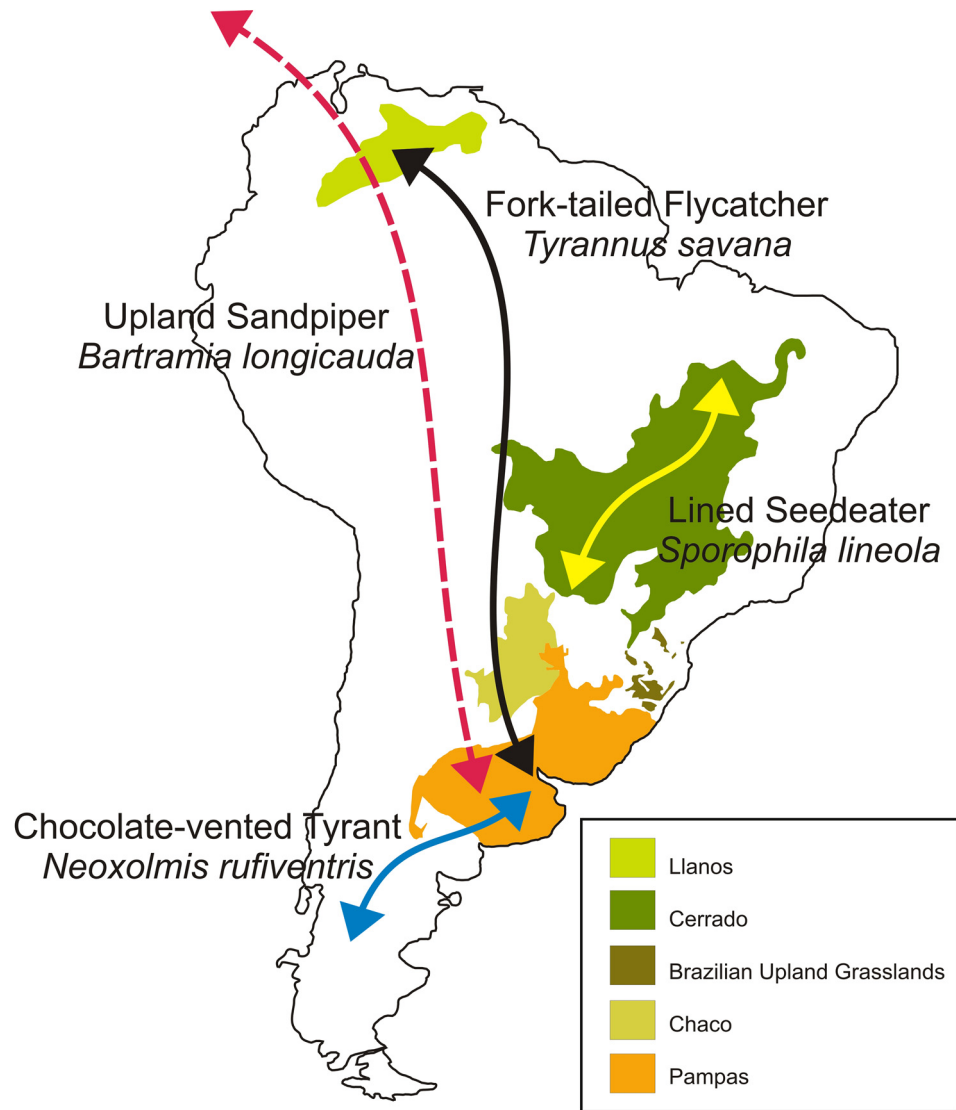 Fork-tailed Flycatcher
Tyrannus savana
Upland Sandpiper
Bartramia longicauda
Lined Seedeater
Sporophila lineola
Chocolate-vented Tyrant
Neoxolmis rufiventris
Llanos
Cerrado
Brazilian Upland Grasslands
Chaco
Pampas